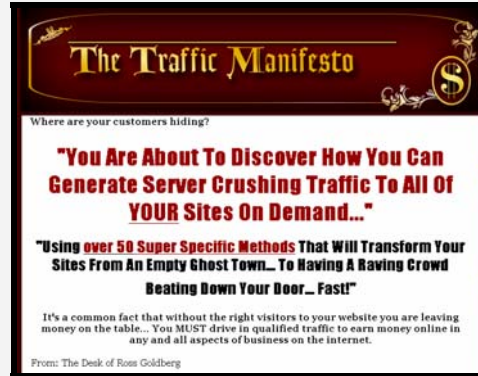 The Traffic Manifesto
$
Where are your customers hiding?
"You Are About To Discover How You Can
Generate Server Crushing Traffic To All Of
YOUR Sites On Demand..."
"Using over 50 Super Specific Methods That Will Transform Your
Sites From An Empty Ghost Town... To Having A Raving Crowd
Beating Down Your Door... Fast!"
It's a common fact that without the right visitors to your website you are leaving
money on the table... You MUST drive in qualified traffic to earn money online in
any and all aspects of business on the internet.
From: The Desk of Ross Goldberg